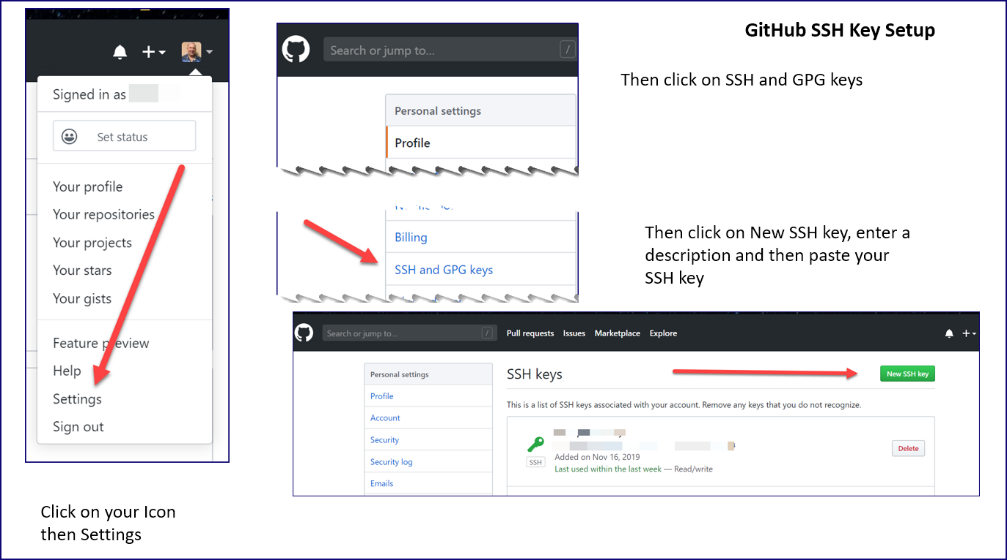 GitHub SSH Key Setup
Signed in as
Set status
Your profile
Your repositories
Your projects
Your stars
Your gists
Feature preview
Help
Settings
Sign out
Click on your Icon
then Settings
Search or jump to...
/
Personal settings
Profile
Then click on SSH and GPG keys
Billing
SSH and GPG keys
Then click on New SSH key, enter a
description and then paste your
SSH key
Search or jump to...
/
Pull requests Issues Marketplace Explore
Personal settings
Profile
Account
Security
Security log
Emails
SSH keys
New SSH key
This is a list of SSH keys associated with your account. Remove any keys that you do not recognize.
SSH
Added on Nov 16, 2019
Last used within the last week — Read/write
Delete